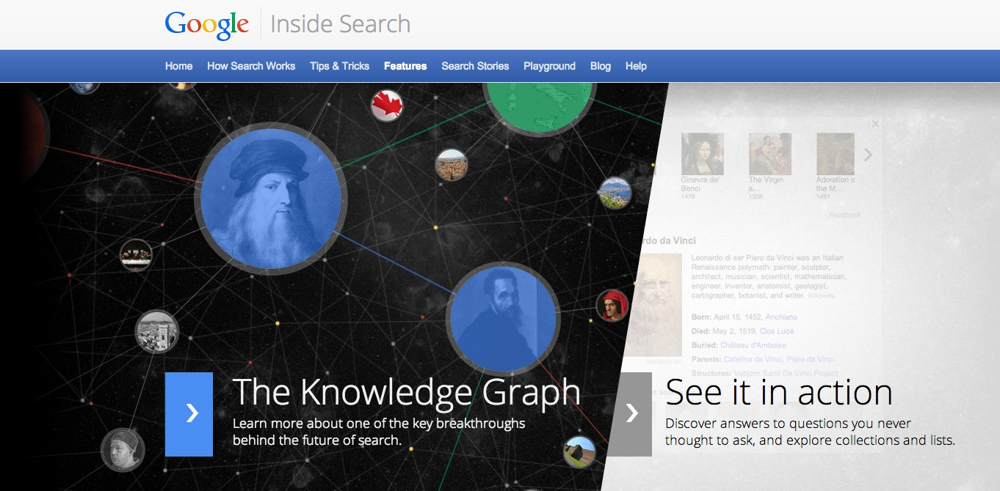 Google Inside Search
Home How Search Works Tips & Tricks Features Search Stories Playground Blog Help
Ginevra de' Benci
1478
The Virgin a...
1508
Adoration o the M...
1481
Feedback
rdo da Vinci
Leonardo di ser Piero da Vinci was an Italian
Renaissance polymath: painter, sculptor,
architect, musician, scientist, mathematician,
engineer, inventor, anatomist, geologist,
cartographer, botanist, and writer. Wikipedia
Born: April 15, 1452, Anchiano
Died: May 2, 1519, Clos Lucé
Buried: Château d'Amboise
Parents: Caterina da Vinci, Piero da Vinci
Structures: Vebjørn Sand Da Vinci Project
The Knowledge Graph
Learn more about one of the key breakthroughs
behind the future of search.
See it in action
Discover answers to questions you never
thought to ask, and explore collections and lists.